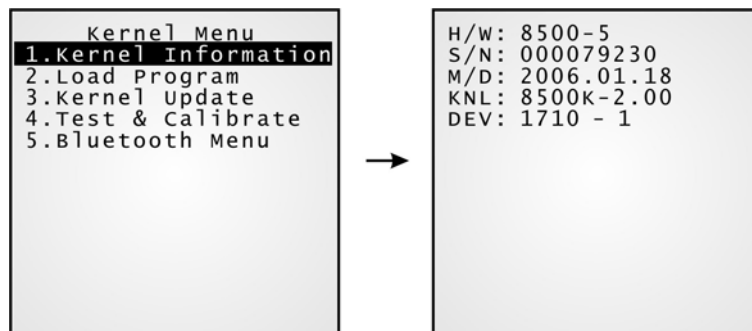 Kernel Menu
1.Kernel Information
2.Load Program
3.Kernel Update
4.Test & Calibrate
5.Bluetooth Menu
H/W: 8500-5
S/N: 000079230
M/D: 2006.01.18
KNL: 8500K-2.00
DEV: 1710 - 1